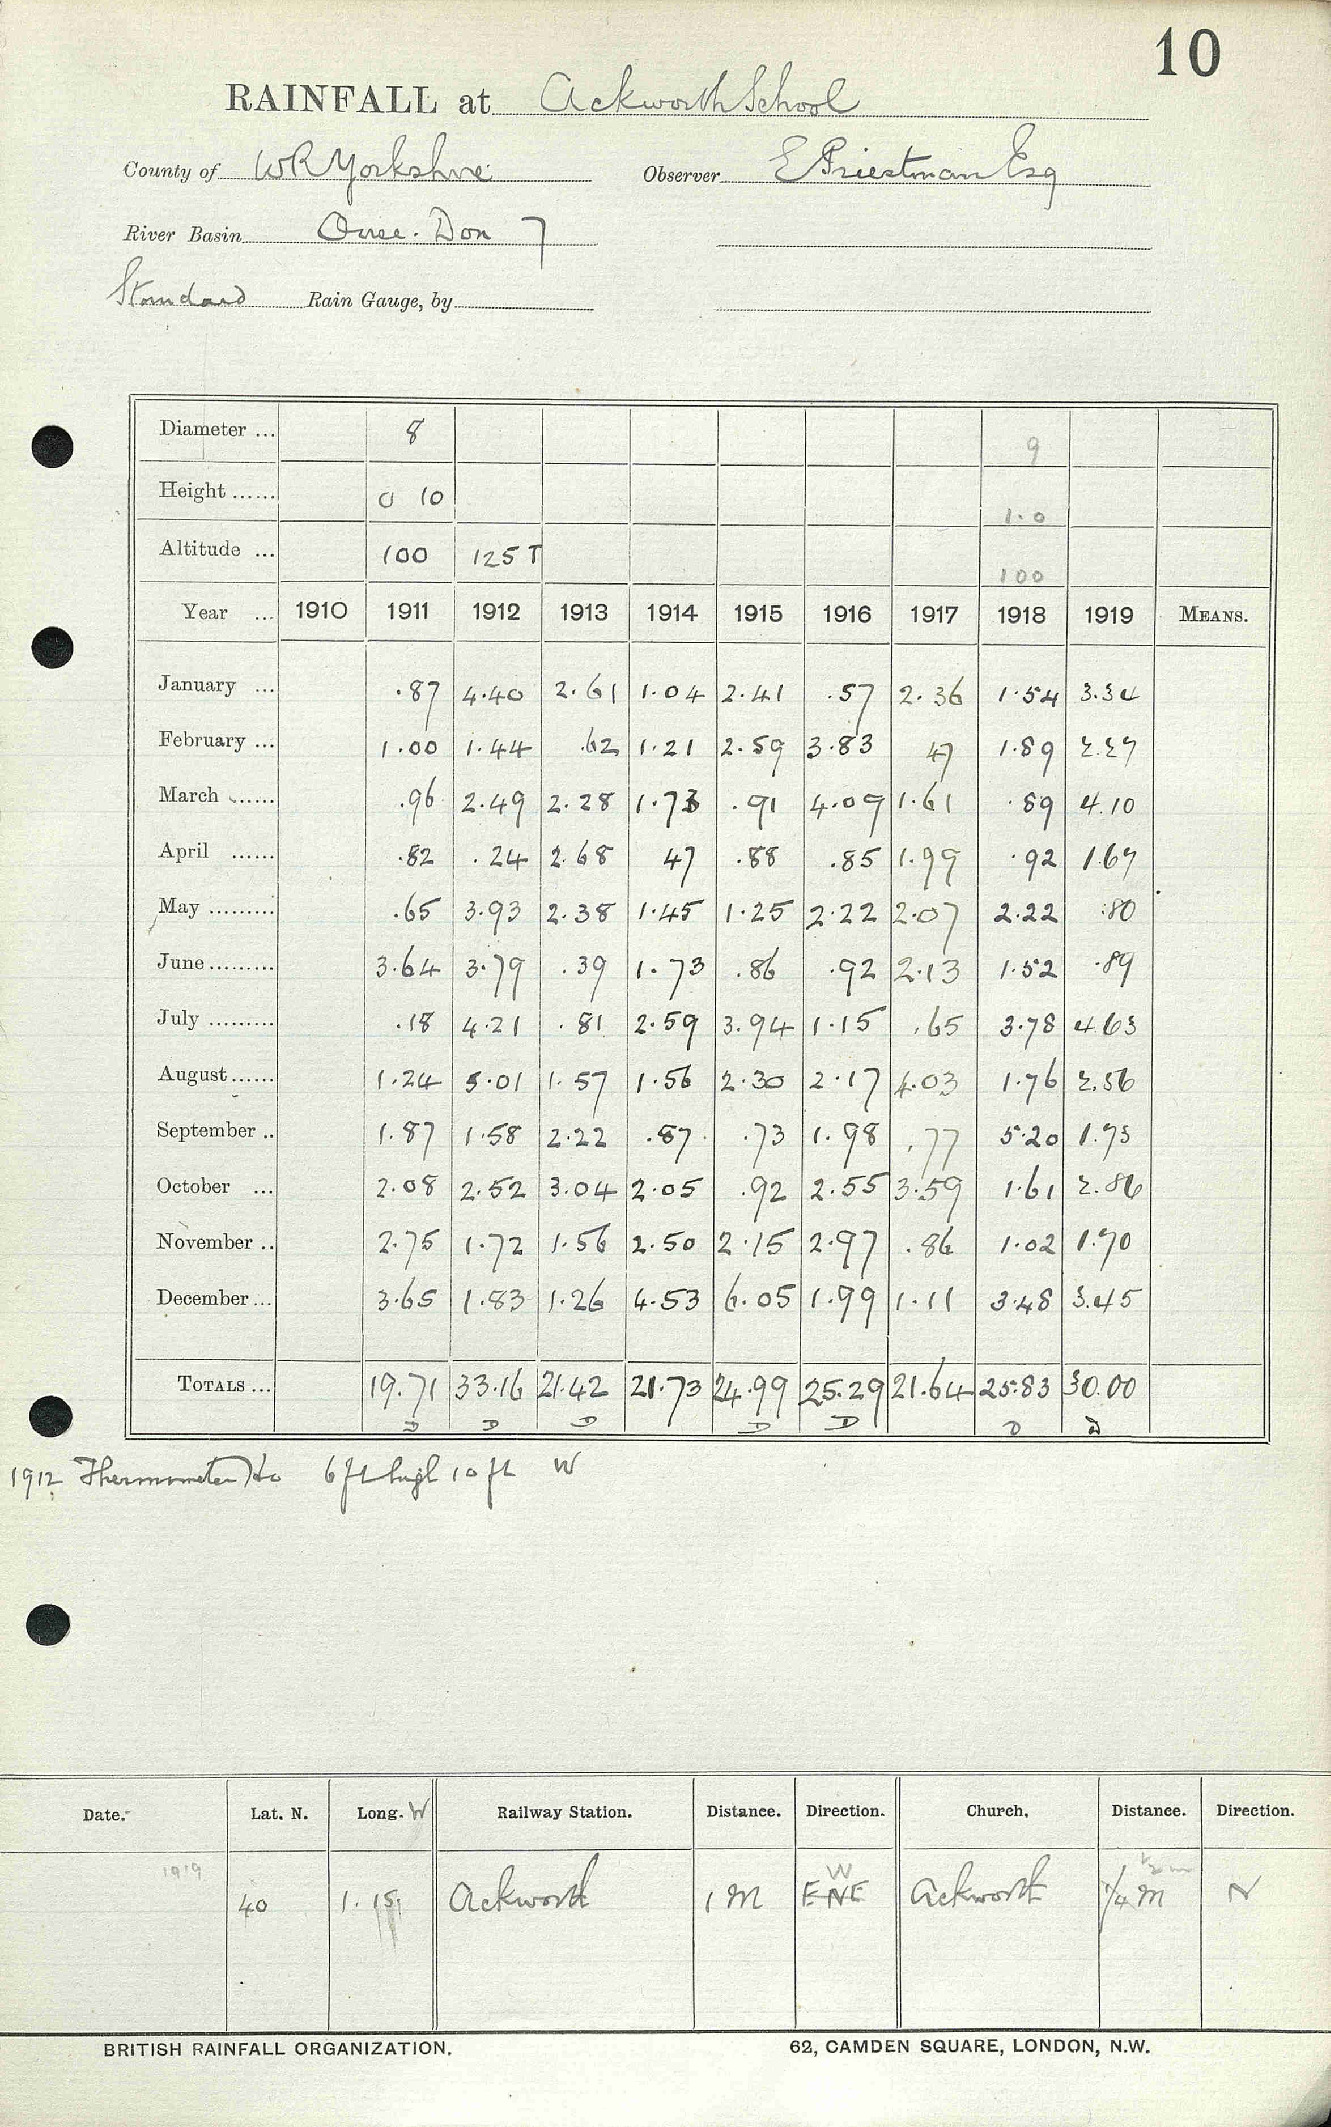 10
RAINFALL at Ackworth School
County of WR Yorkshire Observer E Priestman Esq
River Basin Ouse. Don 7
Standard Rain Gauge, by
Diameter ... 8 9
Height ...... 0 10 1.0
Altitude ... 100 125 T 100
Year ... 1910 1911 1912 1913 1914 1915 1916 1917 1918 1919 MEANS.
January ... .87 4.40 2.61 1.04 2.41 .57 2.36 1.54 3.34
February ... 1.00 1.44 .62 1.21 2.59 3.83 47 1.89 2.27
March ...... .96 2.49 2.28 1.73 .91 4.09 1.61 .89 4.10
April ...... .82 .24 2.68 47 .88 .85 1.99 .92 1.67
May ......... .65 3.93 2.38 1.45 1.25 2.22 2.07 2.22 .80
June ......... 3.64 3.79 .39 1.73 .86 .92 2.13 1.52 .89
July ......... .18 4.21 .81 2.59 3.94 1.15 .65 3.78 4.63
August ...... 1.24 5.01 1.57 1.56 2.30 2.17 4.03 1.76 2.56
September .. 1.87 1.58 2.22 .87 .73 1.98 .77 5.20 1.73
October ... 2.08 2.52 3.04 2.05 .92 2.55 3.59 1.61 2.86
November .. 2.75 1.72 1.56 2.50 2.15 2.97 .86 1.02 1.70
December ... 3.65 1.83 1.26 4.53 6.05 1.99 1.11 3.48 3.45
TOTALS ... 19.71 33.16 21.42 21.73 24.99 25.29 21.64 25.83 30.00
D D D D D D D
1912 Thermometer 6 ft high 10 ft W
Date. Lat. N. Long. W Railway Station. Distance. Direction. Church. Distance. Direction.
1919 W ½ m
40 1. 15 Ackworth 1 M ENE Ackworth 1/4 M N
BRITISH RAINFALL ORGANIZATION. 62, CAMDEN SQUARE, LONDON, N.W.